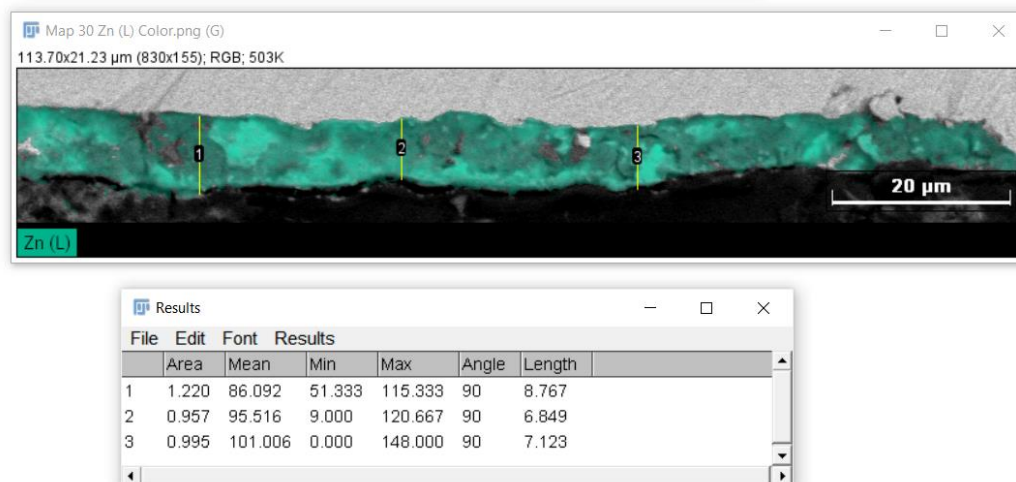 Map 30 Zn (L) Color.png (G)
113.70x21.23 µm (830x155); RGB; 503K
1
2
3
20 µm
Zn (L)
Results
File Edit Font Results
Area Mean Min Max Angle Length
1 1.220 86.092 51.333 115.333 90 8.767
2 0.957 95.516 9.000 120.667 90 6.849
3 0.995 101.006 0.000 148.000 90 7.123